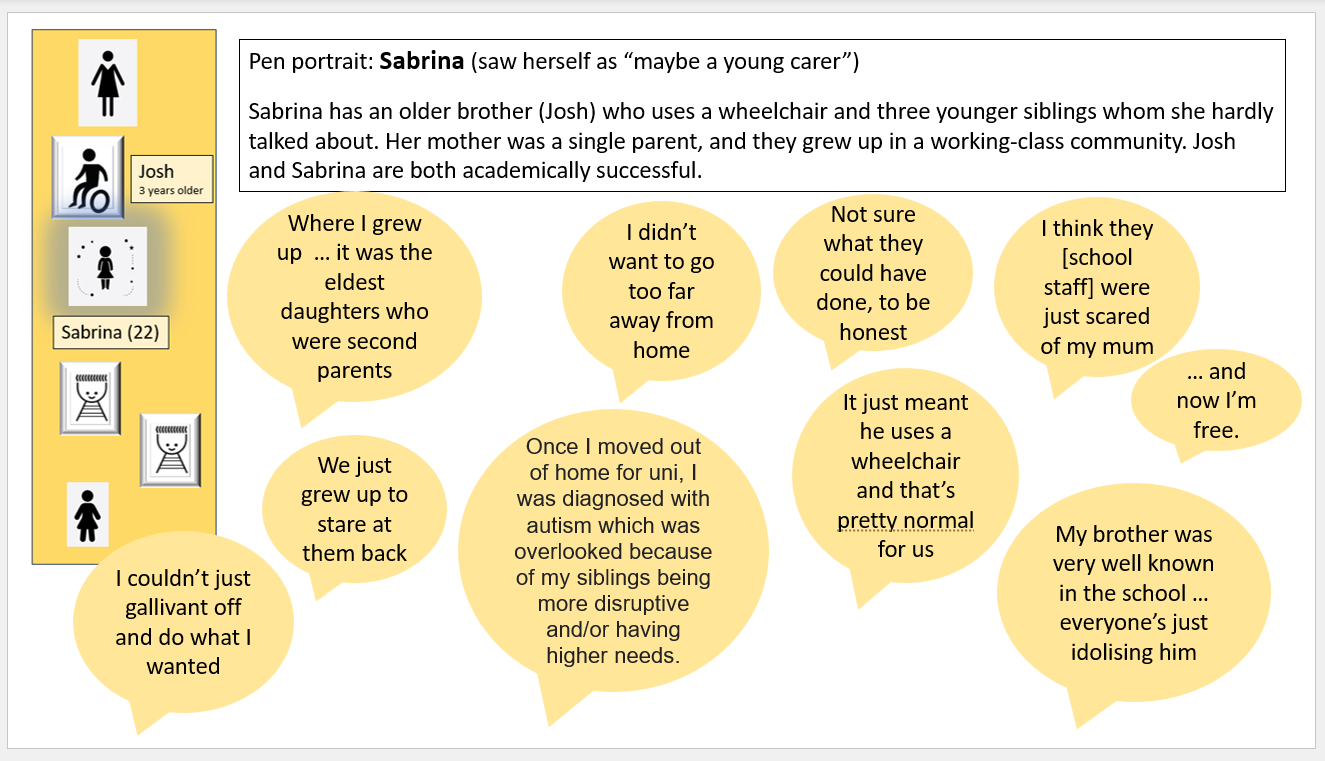 Pen portrait: Sabrina (saw herself as “maybe a young carer”)
Sabrina has an older brother (Josh) who uses a wheelchair and three younger siblings whom she hardly
talked about. Her mother was a single parent, and they grew up in a working-class community. Josh
and Sabrina are both academically successful.
Josh
3 years older
Sabrina (22)
Where I grew
up … it was the
eldest
daughters who
were second
parents
I didn’t
want to go
too far
away from
home
Not sure
what they
could have
done, to be
honest
I think they
[school
staff] were
just scared
of my mum
… and
now I’m
free.
We just
grew up to
stare at
them back
Once I moved out
of home for uni, I
was diagnosed with
autism which was
overlooked because
of my siblings being
more disruptive
and/or having
higher needs.
It just meant
he uses a
wheelchair
and that’s
pretty normal
for us
My brother was
very well known
in the school …
everyone’s just
idolising him
I couldn’t just
gallivant off
and do what I
wanted